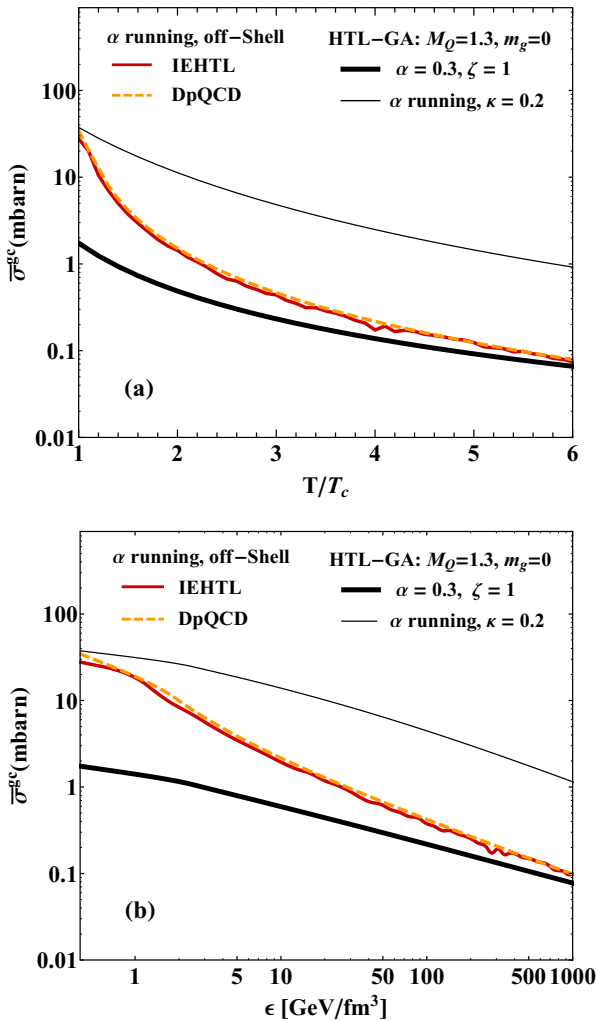 α running, off−Shell
IEHTL
DpQCD
HTL−GA: M_Q=1.3, m_g=0
α = 0.3, ζ = 1
α running, κ = 0.2
100
10
1
0.1
0.01
σ̅^gc(mbarn)
(a)
1 2 3 4 5 6
T/T_c
α running, off−Shell
IEHTL
DpQCD
HTL−GA: M_Q=1.3, m_g=0
α = 0.3, ζ = 1
α running, κ = 0.2
100
10
1
0.1
0.01
σ̅^gc(mbarn)
(b)
1 5 10 50 100 500 1000
ϵ [GeV/fm³]